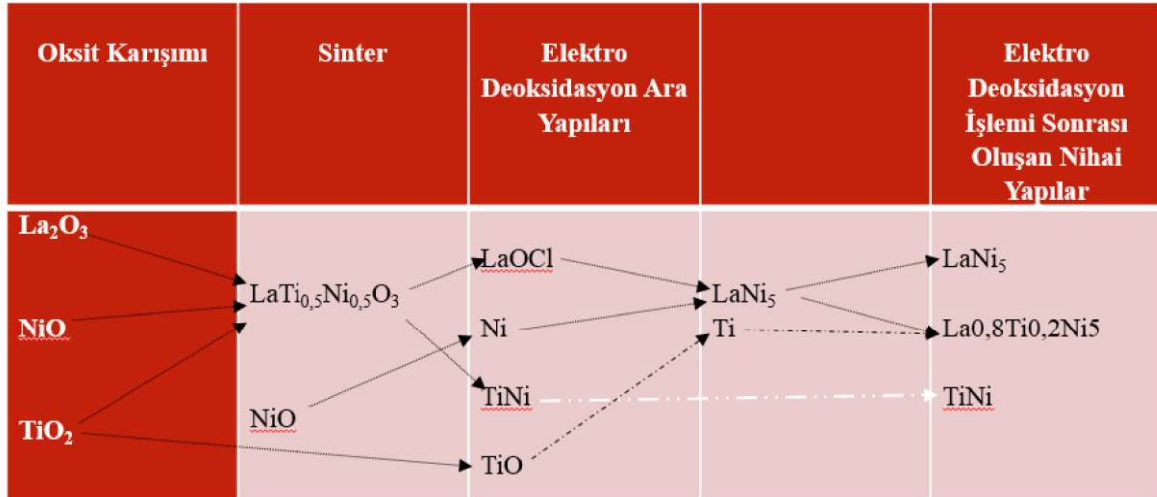 Oksit Karışımı
Sinter
Elektro
Deoksidasyon Ara
Yapıları
Elektro
Deoksidasyon
İşlemi Sonrası
Oluşan Nihai
Yapılar
La₂O₃
NiO
TiO₂
LaTi₀,₅Ni₀,₅O₃
NiO
LaOCl
Ni
TiNi
TiO
LaNi₅
Ti
LaNi₅
La0,8Ti0,2Ni5
TiNi